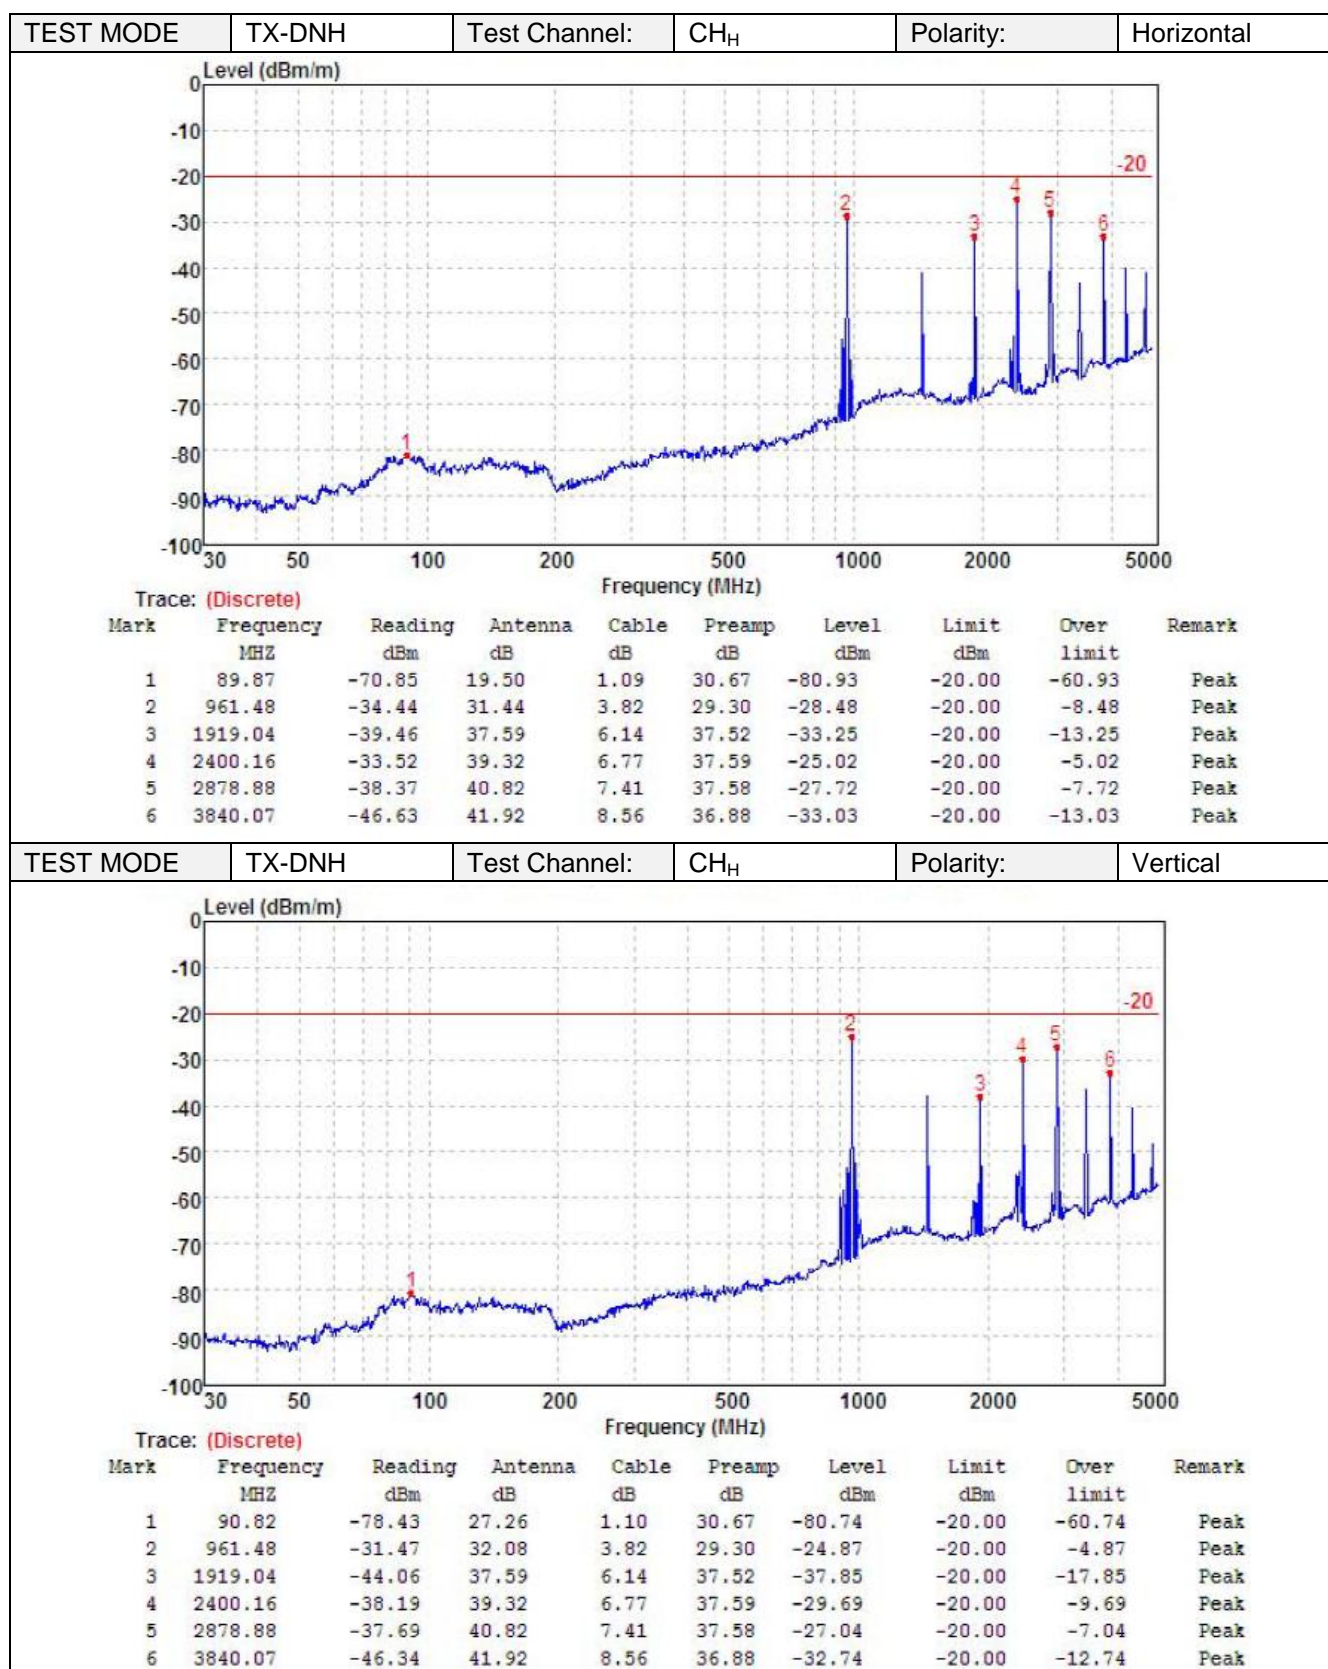 TEST MODE TX-DNH Test Channel: CHH Polarity: Horizontal
Level (dBm/m)
0
-10
-20
-20
-30
-40
-50
-60
-70
-80
-90
-100
1
2
3
4
5
6
30 50 100 200 500 1000 2000 5000
Frequency (MHz)
Trace: (Discrete)
Mark Frequency Reading Antenna Cable Preamp Level Limit Over Remark
MHZ dBm dB dB dB dBm dBm limit
1 89.87 -70.85 19.50 1.09 30.67 -80.93 -20.00 -60.93 Peak
2 961.48 -34.44 31.44 3.82 29.30 -28.48 -20.00 -8.48 Peak
3 1919.04 -39.46 37.59 6.14 37.52 -33.25 -20.00 -13.25 Peak
4 2400.16 -33.52 39.32 6.77 37.59 -25.02 -20.00 -5.02 Peak
5 2878.88 -38.37 40.82 7.41 37.58 -27.72 -20.00 -7.72 Peak
6 3840.07 -46.63 41.92 8.56 36.88 -33.03 -20.00 -13.03 Peak
TEST MODE TX-DNH Test Channel: CHH Polarity: Vertical
Level (dBm/m)
0
-10
-20
-20
-30
-40
-50
-60
-70
-80
-90
-100
1
2
3
4
5
6
30 50 100 200 500 1000 2000 5000
Frequency (MHz)
Trace: (Discrete)
Mark Frequency Reading Antenna Cable Preamp Level Limit Over Remark
MHZ dBm dB dB dB dBm dBm limit
1 90.82 -78.43 27.26 1.10 30.67 -80.74 -20.00 -60.74 Peak
2 961.48 -31.47 32.08 3.82 29.30 -24.87 -20.00 -4.87 Peak
3 1919.04 -44.06 37.59 6.14 37.52 -37.85 -20.00 -17.85 Peak
4 2400.16 -38.19 39.32 6.77 37.59 -29.69 -20.00 -9.69 Peak
5 2878.88 -37.69 40.82 7.41 37.58 -27.04 -20.00 -7.04 Peak
6 3840.07 -46.34 41.92 8.56 36.88 -32.74 -20.00 -12.74 Peak